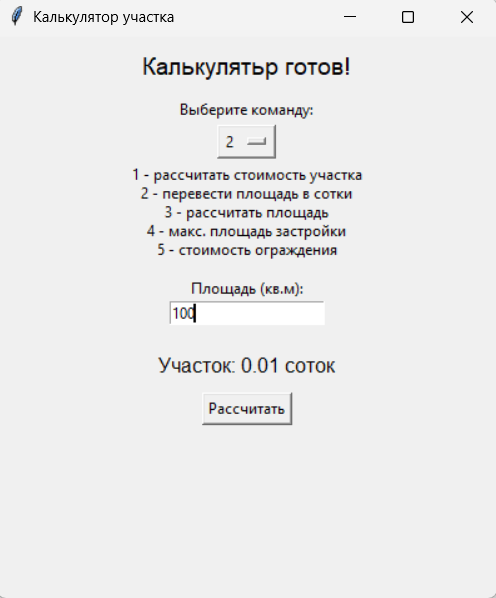 Калькулятор участка
Калькулятьр готов!
Выберите команду:
2
1 - рассчитать стоимость участка
2 - перевести площадь в сотки
3 - рассчитать площадь
4 - макс. площадь застройки
5 - стоимость ограждения
Площадь (кв.м):
100
Участок: 0.01 соток
Рассчитать